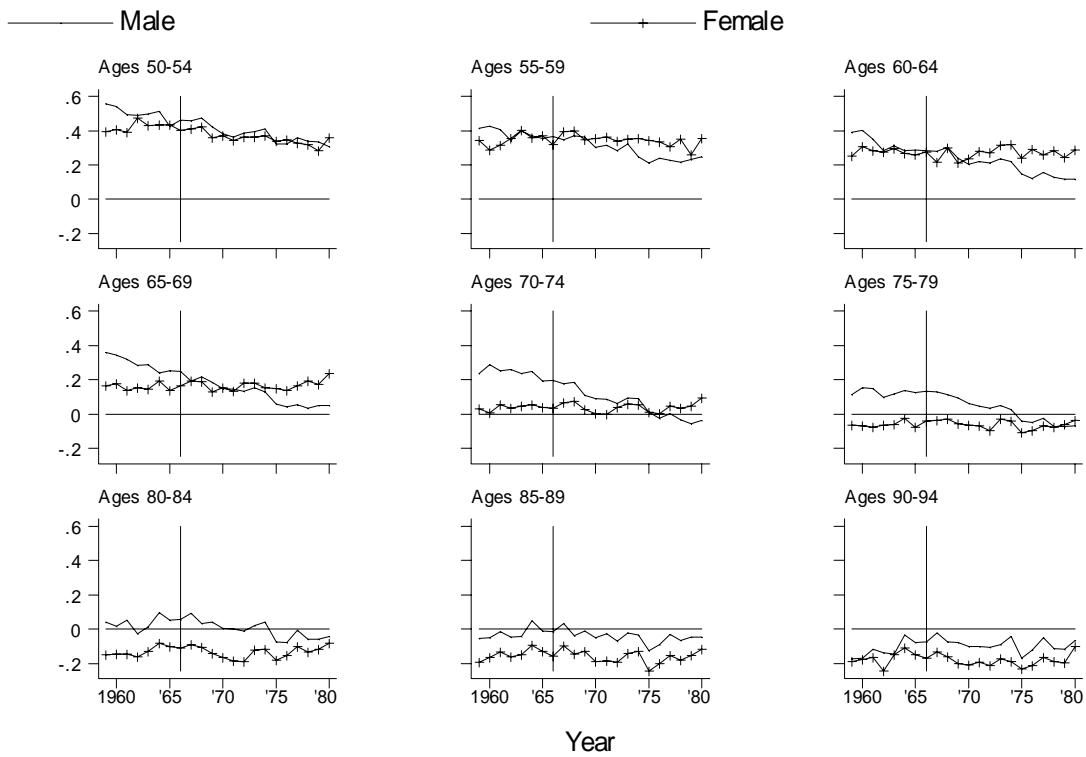 Male Female
Ages 50-54 Ages 55-59 Ages 60-64
.6
.4
.2
0
-.2
Ages 65-69 Ages 70-74 Ages 75-79
.6
.4
.2
0
-.2
Ages 80-84 Ages 85-89 Ages 90-94
.6
.4
.2
0
-.2
1960 '65 '70 '75 '80 1960 '65 '70 '75 '80 1960 '65 '70 '75 '80
Year